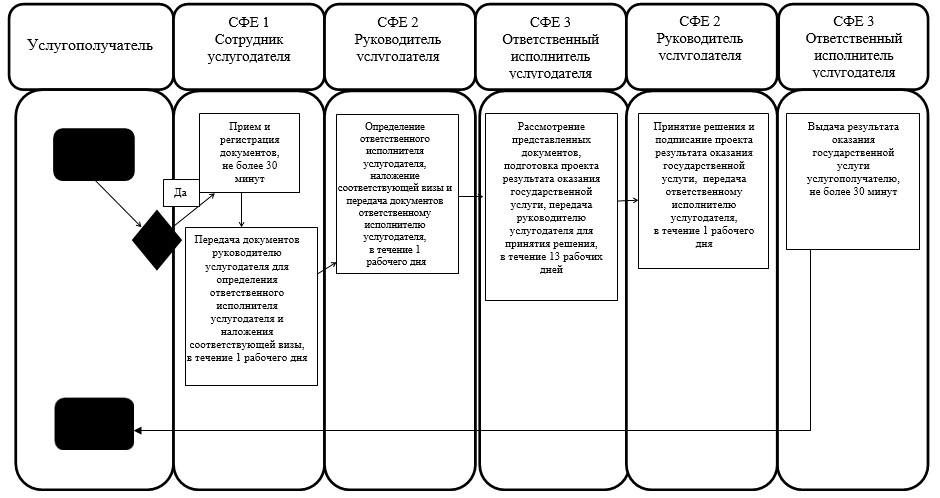 Услугополучатель
СФЕ 1
Сотрудник
услугодателя
СФЕ 2
Руководитель
услугодателя
СФЕ 3
Ответственный
исполнитель
услугодателя
СФЕ 2
Руководитель
услугодателя
СФЕ 3
Ответственный
исполнитель
услугодателя
Да
Прием и
регистрация
документов,
не более 30
минут
Передача документов
руководителю
услугодателя для
определения
ответственного
исполнителя
услугодателя и
наложения
соответствующей визы,
в течение 1 рабочего дня
Определение
ответственного
исполнителя
услугодателя,
наложение
соответствующей визы и
передача документов
ответственному
исполнителю
услугодателя,
в течение 1
рабочего дня
Рассмотрение
представленных
документов,
подготовка проекта
результата оказания
государственной
услуги, передача
руководителю
услугодателя для
принятия решения,
в течение 13 рабочих
дней
Принятие решения и
подписание проекта
результата оказания
государственной
услуги, передача
ответственному
исполнителю
услугодателя,
в течение 1 рабочего
дня
Выдача результата
оказания
государственной
услуги
услугополучателю,
не более 30 минут